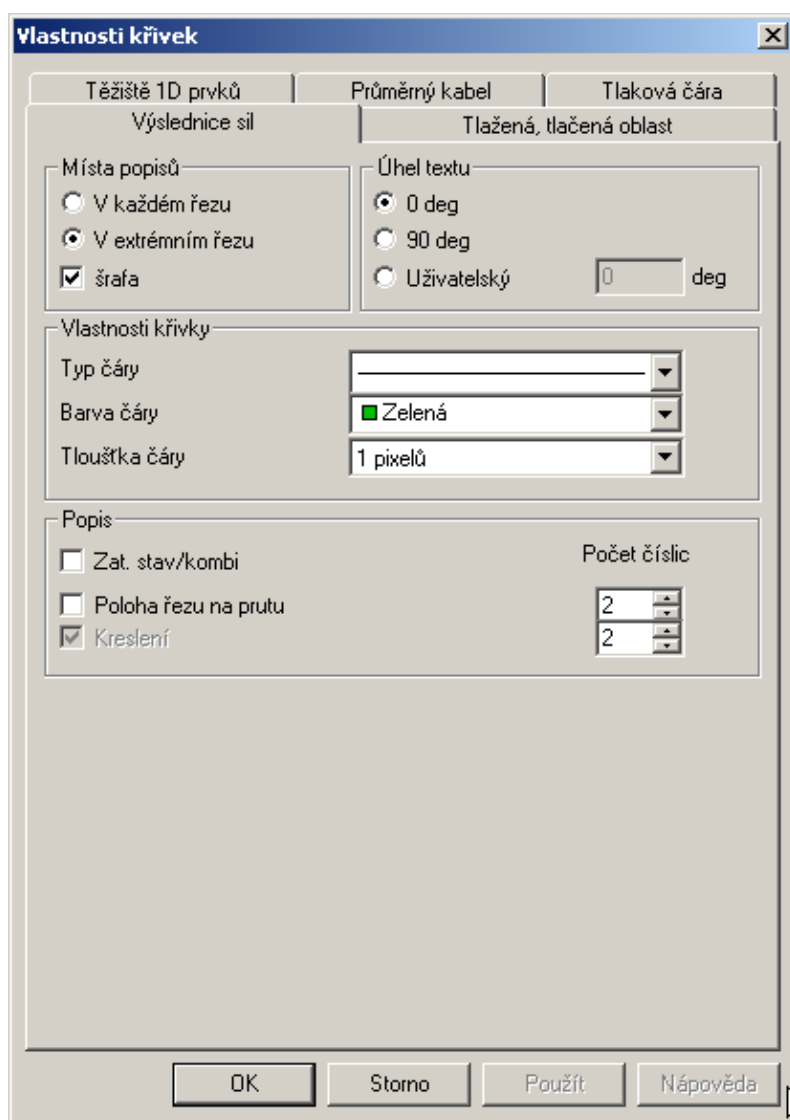 Vlastnosti křivek
Těžiště 1D prvků
Průměrný kabel
Tlaková čára
Výslednice sil
Tlažená, tlačená oblast
Místa popisů
V každém řezu
V extrémním řezu
šrafa
Úhel textu
0 deg
90 deg
Uživatelský 0 deg
Vlastnosti křivky
Typ čáry
Barva čáry Zelená
Tloušťka čáry 1 pixelů
Popis
Počet číslic
Zat. stav/kombi
Poloha řezu na prutu 2
Kreslení 2
OK
Storno
Použít
Nápověda